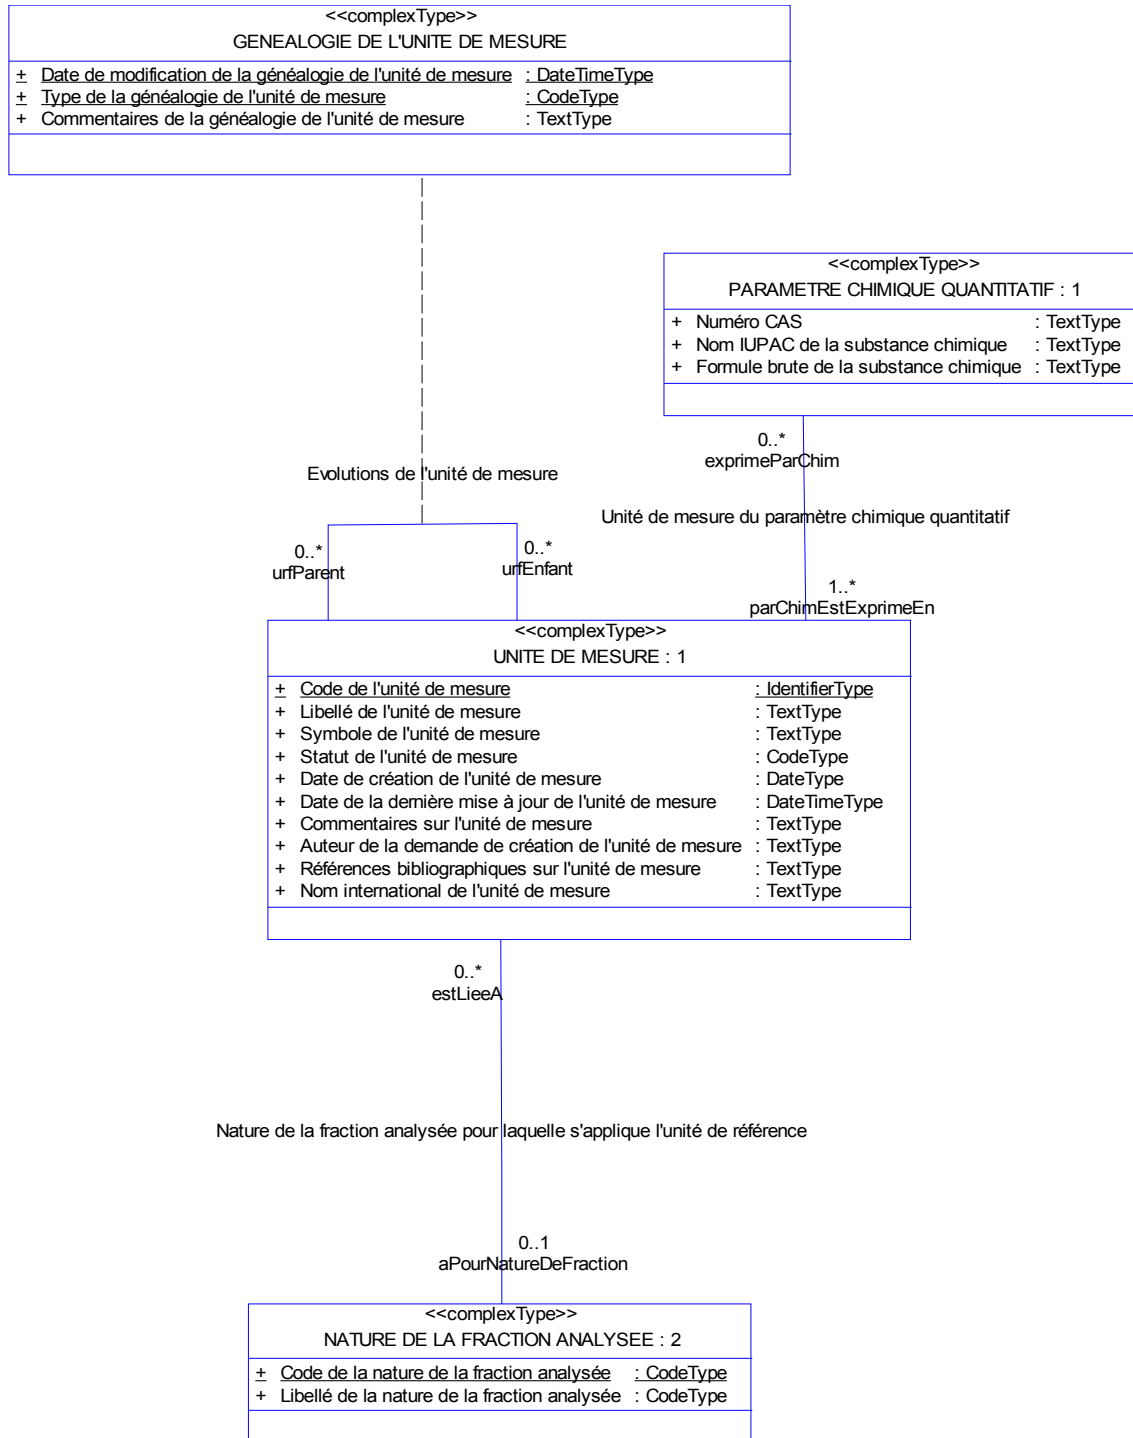 <<complexType>>
GENEALOGIE DE L'UNITE DE MESURE
+ Date de modification de la généalogie de l'unité de mesure : DateTimeType
+ Type de la généalogie de l'unité de mesure : CodeType
+ Commentaires de la généalogie de l'unité de mesure : TextType
<<complexType>>
PARAMETRE CHIMIQUE QUANTITATIF : 1
+ Numéro CAS : TextType
+ Nom IUPAC de la substance chimique : TextType
+ Formule brute de la substance chimique : TextType
0..*
exprimeParChim
Evolutions de l'unité de mesure
Unité de mesure du paramètre chimique quantitatif
0..*
urfParent
0..*
urfEnfant
1..*
parChimEstExprimeEn
<<complexType>>
UNITE DE MESURE : 1
+ Code de l'unité de mesure : IdentifierType
+ Libellé de l'unité de mesure : TextType
+ Symbole de l'unité de mesure : TextType
+ Statut de l'unité de mesure : CodeType
+ Date de création de l'unité de mesure : DateType
+ Date de la dernière mise à jour de l'unité de mesure : DateTimeType
+ Commentaires sur l'unité de mesure : TextType
+ Auteur de la demande de création de l'unité de mesure : TextType
+ Références bibliographiques sur l'unité de mesure : TextType
+ Nom international de l'unité de mesure : TextType
0..*
estLieeA
Nature de la fraction analysée pour laquelle s'applique l'unité de référence
0..1
aPourNatureDeFraction
<<complexType>>
NATURE DE LA FRACTION ANALYSEE : 2
+ Code de la nature de la fraction analysée : CodeType
+ Libellé de la nature de la fraction analysée : CodeType